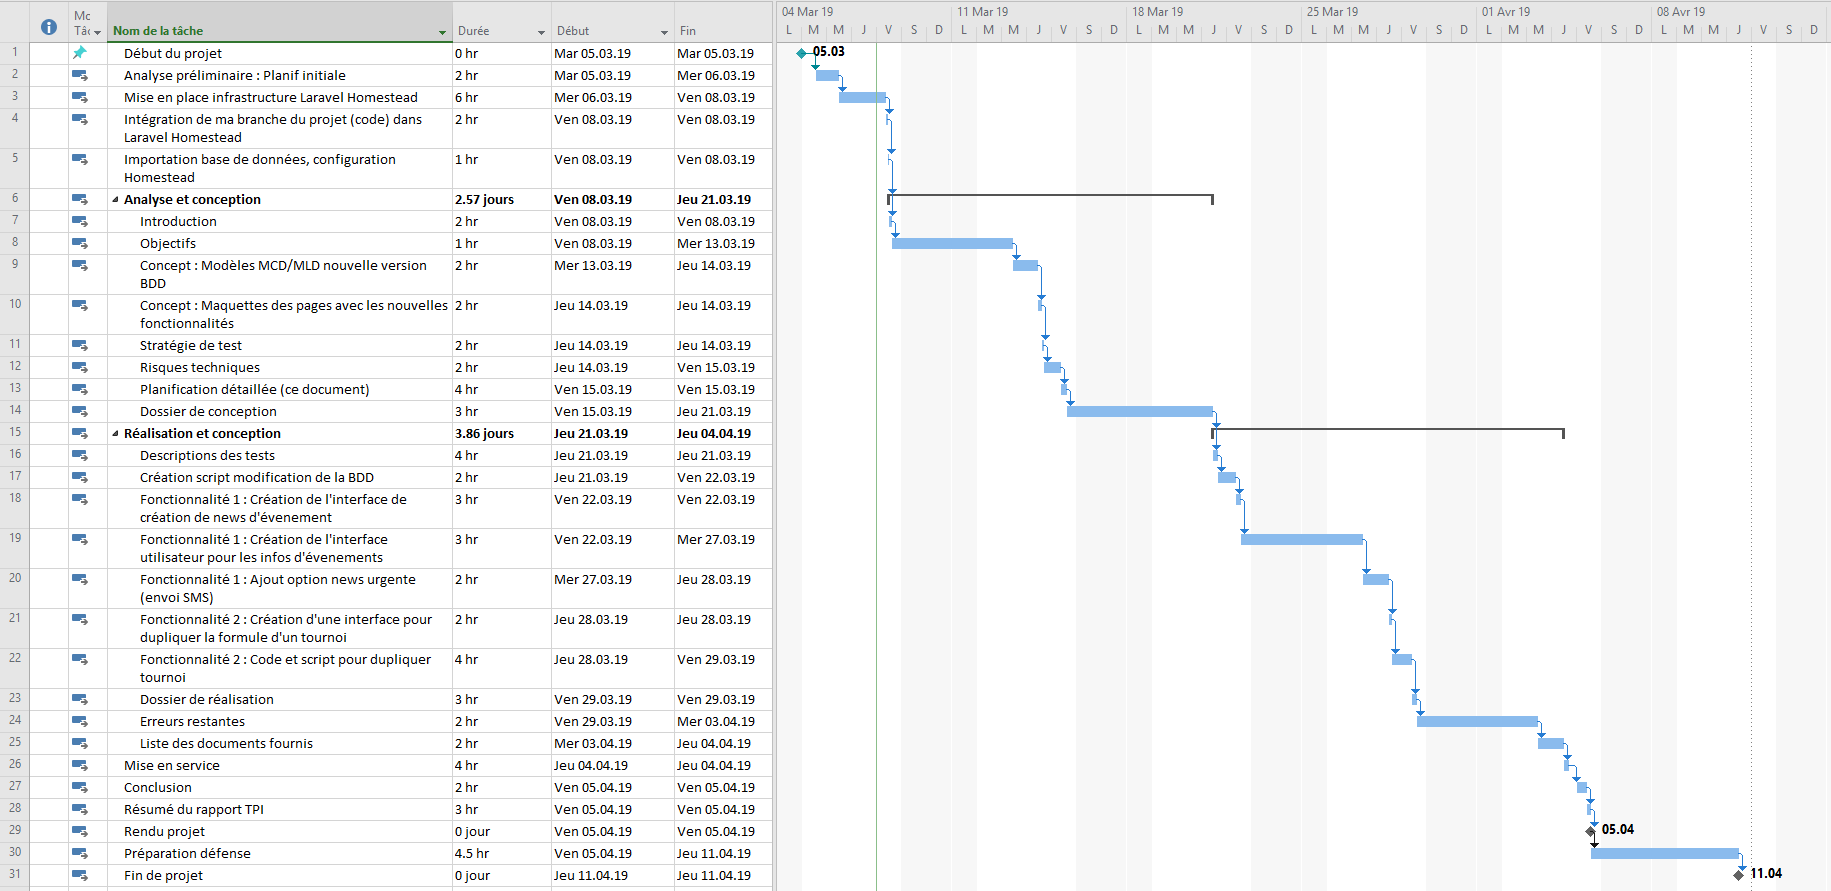 Mc Tâc Nom de la tâche Durée Début Fin
04 Mar 19 11 Mar 19 18 Mar 19 25 Mar 19 01 Avr 19 08 Avr 19
L M M J V S D L M M J V S D L M M J V S D L M M J V S D L M M J V S D L M M J V S D
1 Début du projet 0 hr Mar 05.03.19 Mar 05.03.19 05.03
2 Analyse préliminaire : Planif initiale 2 hr Mar 05.03.19 Mer 06.03.19
3 Mise en place infrastructure Laravel Homestead 6 hr Mer 06.03.19 Ven 08.03.19
4 Intégration de ma branche du projet (code) dans 2 hr Ven 08.03.19 Ven 08.03.19
Laravel Homestead
5 Importation base de données, configuration 1 hr Ven 08.03.19 Ven 08.03.19
Homestead
6 Analyse et conception 2.57 jours Ven 08.03.19 Jeu 21.03.19
7 Introduction 2 hr Ven 08.03.19 Ven 08.03.19
8 Objectifs 1 hr Ven 08.03.19 Mer 13.03.19
9 Concept : Modèles MCD/MLD nouvelle version 2 hr Mer 13.03.19 Jeu 14.03.19
BDD
10 Concept : Maquettes des pages avec les nouvelles 2 hr Jeu 14.03.19 Jeu 14.03.19
fonctionnalités
11 Stratégie de test 2 hr Jeu 14.03.19 Jeu 14.03.19
12 Risques techniques 2 hr Jeu 14.03.19 Ven 15.03.19
13 Planification détaillée (ce document) 4 hr Ven 15.03.19 Ven 15.03.19
14 Dossier de conception 3 hr Ven 15.03.19 Jeu 21.03.19
15 Réalisation et conception 3.86 jours Jeu 21.03.19 Jeu 04.04.19
16 Descriptions des tests 4 hr Jeu 21.03.19 Jeu 21.03.19
17 Création script modification de la BDD 2 hr Jeu 21.03.19 Ven 22.03.19
18 Fonctionnalité 1 : Création de l'interface de 3 hr Ven 22.03.19 Ven 22.03.19
création de news d'évenement
19 Fonctionnalité 1 : Création de l'interface 3 hr Ven 22.03.19 Mer 27.03.19
utilisateur pour les infos d'évenements
20 Fonctionnalité 1 : Ajout option news urgente 2 hr Mer 27.03.19 Jeu 28.03.19
(envoi SMS)
21 Fonctionnalité 2 : Création d'une interface pour 2 hr Jeu 28.03.19 Jeu 28.03.19
dupliquer la formule d'un tournoi
22 Fonctionnalité 2 : Code et script pour dupliquer 4 hr Jeu 28.03.19 Ven 29.03.19
tournoi
23 Dossier de réalisation 3 hr Ven 29.03.19 Ven 29.03.19
24 Erreurs restantes 2 hr Ven 29.03.19 Mer 03.04.19
25 Liste des documents fournis 2 hr Mer 03.04.19 Jeu 04.04.19
26 Mise en service 4 hr Jeu 04.04.19 Jeu 04.04.19
27 Conclusion 2 hr Ven 05.04.19 Ven 05.04.19
28 Résumé du rapport TPI 3 hr Ven 05.04.19 Ven 05.04.19
29 Rendu projet 0 jour Ven 05.04.19 Ven 05.04.19 05.04
30 Préparation défense 4.5 hr Ven 05.04.19 Jeu 11.04.19
31 Fin de projet 0 jour Jeu 11.04.19 Jeu 11.04.19 11.04